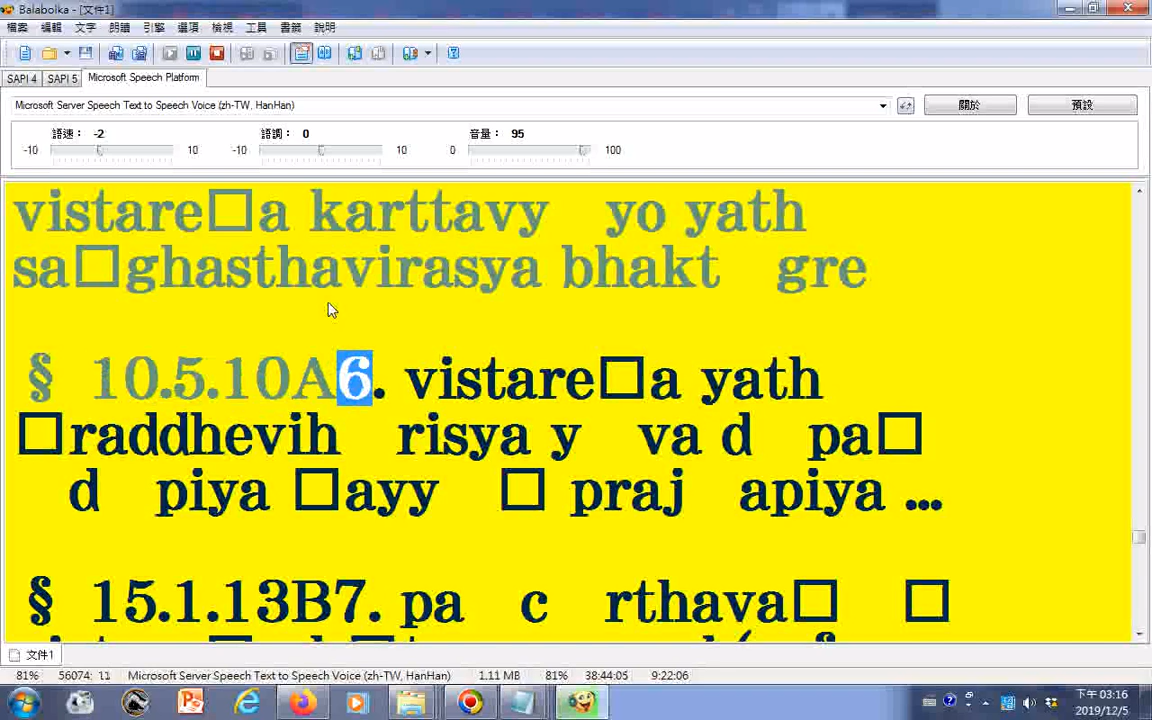 Balabolka - [文件1]
檔案 編輯 文字 朗讀 引擎 選項 檢視 工具 書籤 說明
SAPI 4 SAPI 5 Microsoft Speech Platform
Microsoft Server Speech Text to Speech Voice (zh-TW, HanHan)
關於 預設
語速： -2 語調： 0 音量： 95
-10 10 -10 10 0 100
vistare□a karttavy yo yath
sa□ghasthavirasya bhakt gre
§ 10.5.10A6. vistare□a yath
□raddhevih risya y va d pa□
d piya □ayy □ praj apiya ...
§ 15.1.13B7. pa c rthava□ □
文件1
81% 56074: 11 Microsoft Server Speech Text to Speech Voice (zh-TW, HanHan) 1.11 MB 81% 38:44:05 9:22:06
下午 03:16
2019/12/5